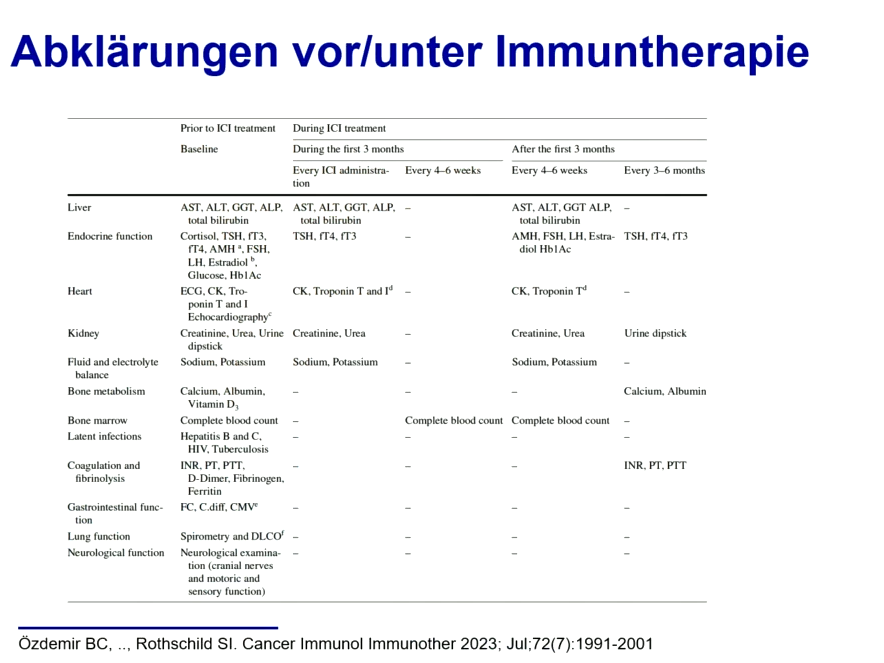 Abklärungen vor/unter Immuntherapie
Prior to ICI treatment During ICI treatment
Baseline During the first 3 months After the first 3 months
Every ICI administra- Every 4–6 weeks Every 4–6 weeks Every 3–6 months
tion
Liver AST, ALT, GGT, ALP, AST, ALT, GGT, ALP, – AST, ALT, GGT ALP, –
total bilirubin total bilirubin total bilirubin
Endocrine function Cortisol, TSH, fT3, TSH, fT4, fT3 – AMH, FSH, LH, Estra- TSH, fT4, fT3
fT4, AMH a, FSH, diol Hb1Ac
LH, Estradiol b,
Glucose, Hb1Ac
Heart ECG, CK, Tro- CK, Troponin T and Id – CK, Troponin Td –
ponin T and I
Echocardiographyc
Kidney Creatinine, Urea, Urine Creatinine, Urea – Creatinine, Urea Urine dipstick
dipstick
Fluid and electrolyte Sodium, Potassium Sodium, Potassium – Sodium, Potassium –
balance
Bone metabolism Calcium, Albumin, – – – Calcium, Albumin
Vitamin D3
Bone marrow Complete blood count – Complete blood count Complete blood count –
Latent infections Hepatitis B and C, – – – –
HIV, Tuberculosis
Coagulation and INR, PT, PTT, – – – INR, PT, PTT
fibrinolysis D-Dimer, Fibrinogen,
Ferritin
Gastrointestinal func- FC, C.diff, CMVe – – – –
tion
Lung function Spirometry and DLCOf – – – –
Neurological function Neurological examina- – – – –
tion (cranial nerves
and motoric and
sensory function)
Özdemir BC, .., Rothschild SI. Cancer Immunol Immunother 2023; Jul;72(7):1991-2001